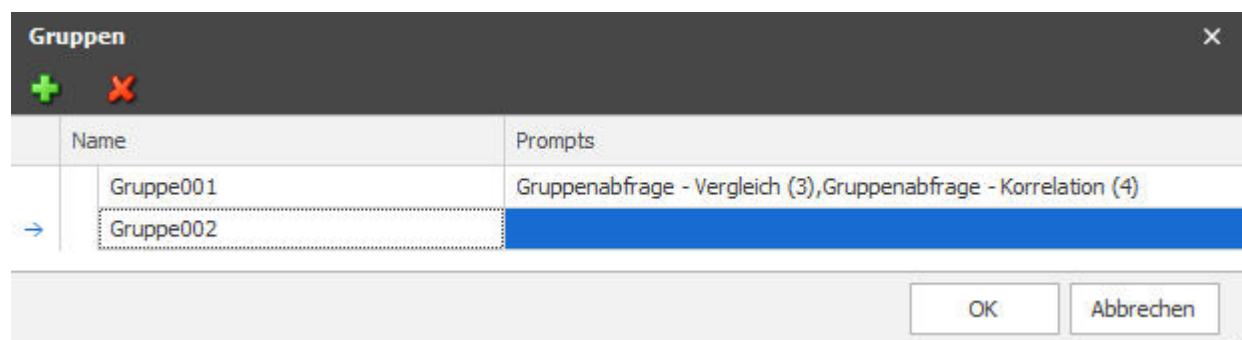 Gruppen
Name Prompts
Gruppe001 Gruppenabfrage - Vergleich (3),Gruppenabfrage - Korrelation (4)
Gruppe002
OK Abbrechen